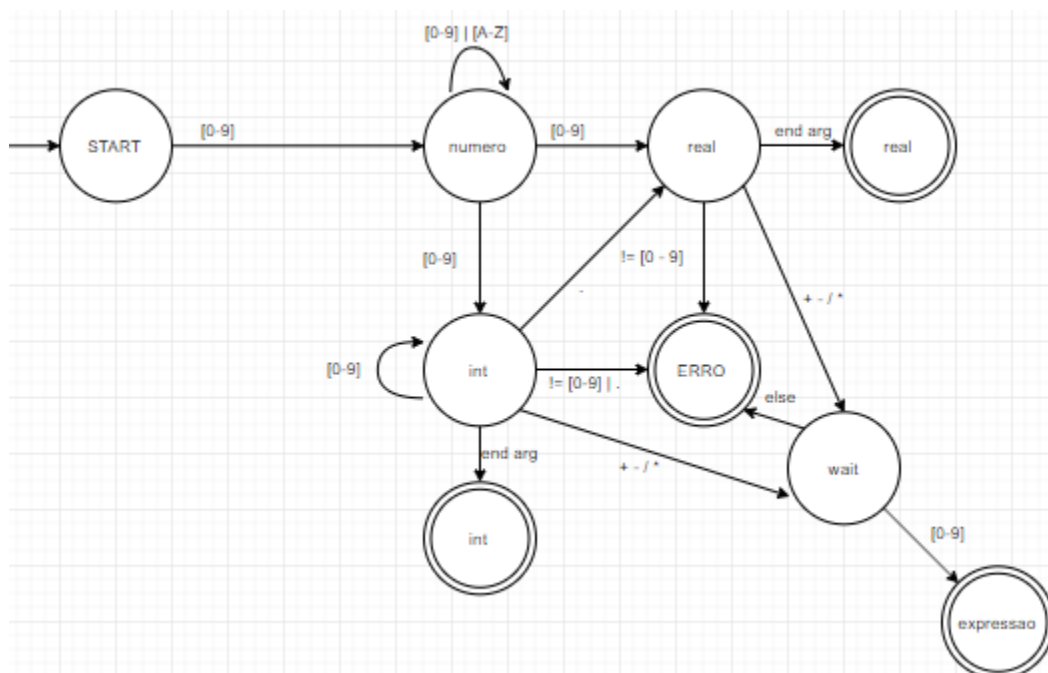 [0-9] | [A-Z]
START
[0-9]
numero
[0-9]
real
end arg
real
[0-9]
!= [0 - 9]
.
+ - / *
[0-9]
int
!= [0-9] | .
ERRO
else
end arg
+ - / *
wait
int
[0-9]
expressao